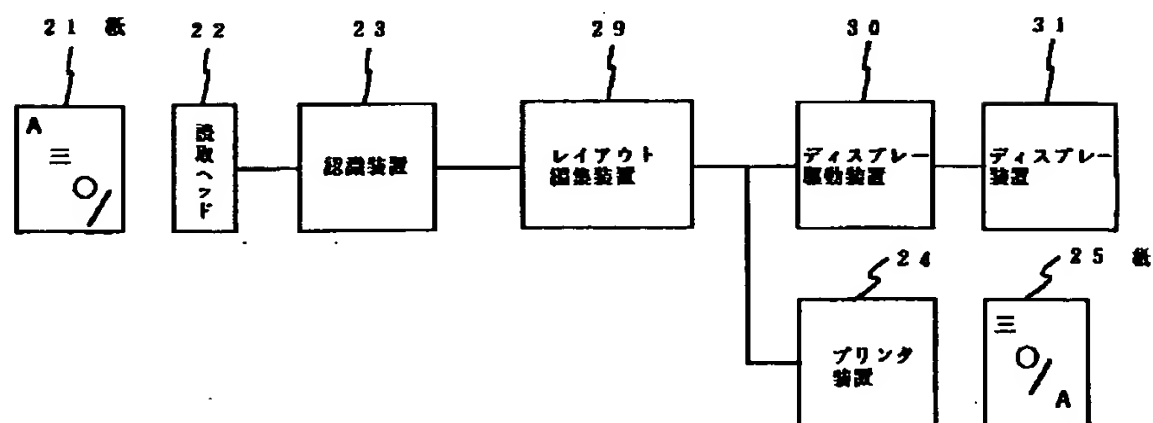 21 紙
22
23
29
30
31
A
三
○/
読取ヘッド
認識装置
レイアウト
編集装置
ディスプレー
駆動装置
ディスプレー
装置
24
25 紙
プリンタ
装置
三
○/
A